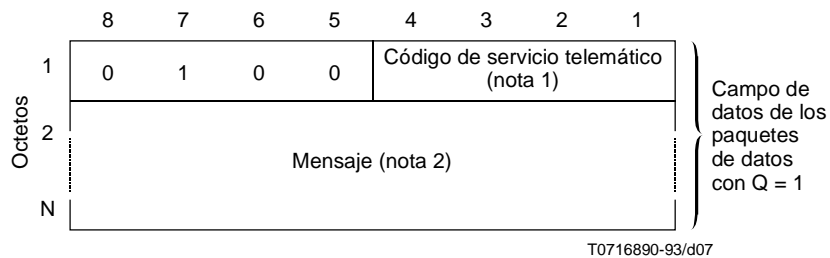 8 7 6 5 4 3 2 1
1 0 1 0 0 Código de servicio telemático
(nota 1)
Octetos
2
Mensaje (nota 2)
N
Campo de
datos de los
paquetes
de datos
con Q = 1
T0716890-93/d07